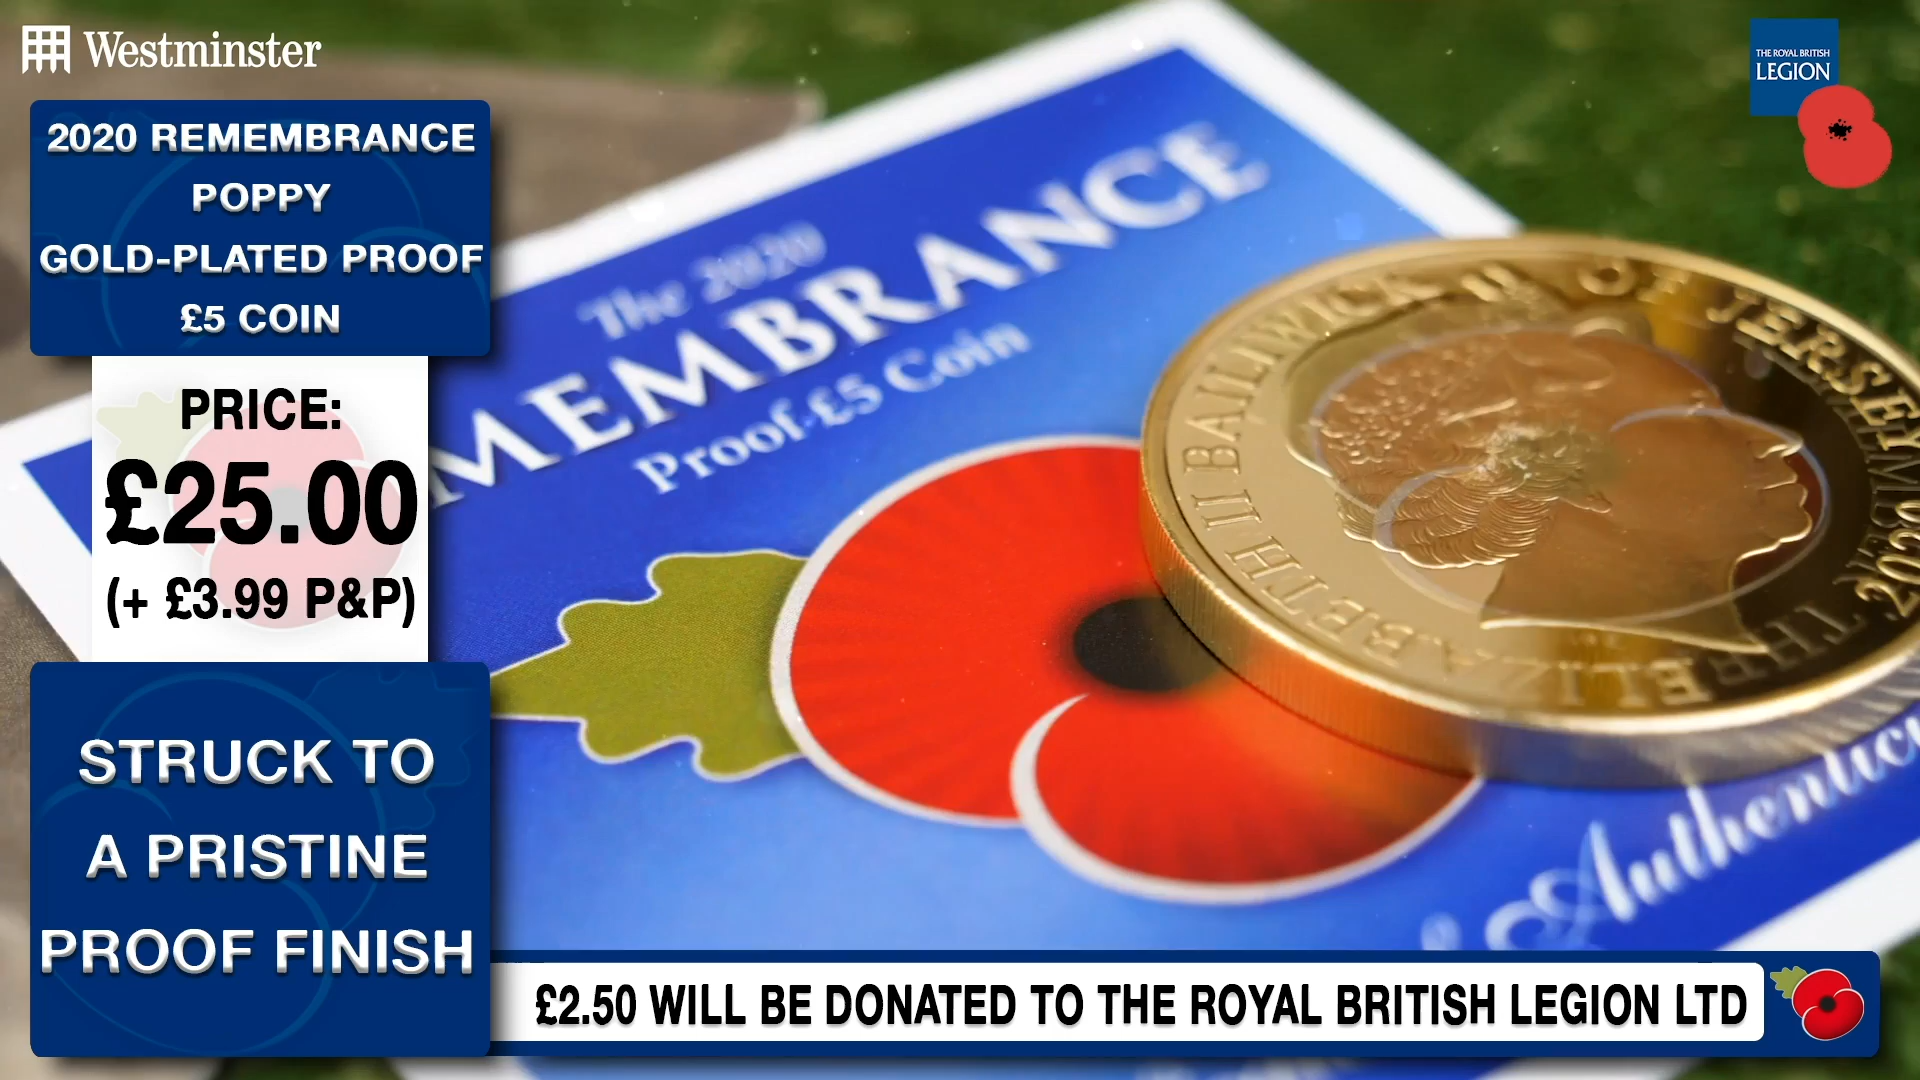 Westminster
THE ROYAL BRITISH
LEGION
2020 REMEMBRANCE
POPPY
GOLD-PLATED PROOF
£5 COIN
PRICE:
£25.00
(+ £3.99 P&P)
STRUCK TO
A PRISTINE
PROOF FINISH
The 2020
MEMBRANCE
Proof £5 Coin
ELIZABETH II BAILIWICK OF JERSEY
2020
Authentic
£2.50 WILL BE DONATED TO THE ROYAL BRITISH LEGION LTD